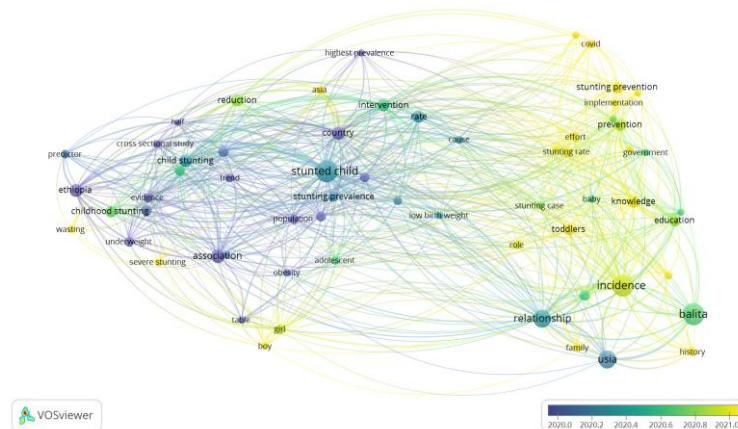 highest prevalence
covid
asia
stunting prevention
reduction
intervention
implementation
half
rate
prevention
country
cross sectional study
cause
effort
predictor
child stunting
stunting rate
government
stunted child
trend
ethiopia
evidence
stunting prevalence
baby
knowledge
childhood stunting
stunting case
population
low birth weight
education
wasting
toddlers
underweight
role
severe stunting
association
adolescent
obesity
incidence
table
relationship
balita
girl
boy
family
usia
history
VOSviewer
2020.0 2020.2 2020.4 2020.6 2020.8 2021.0